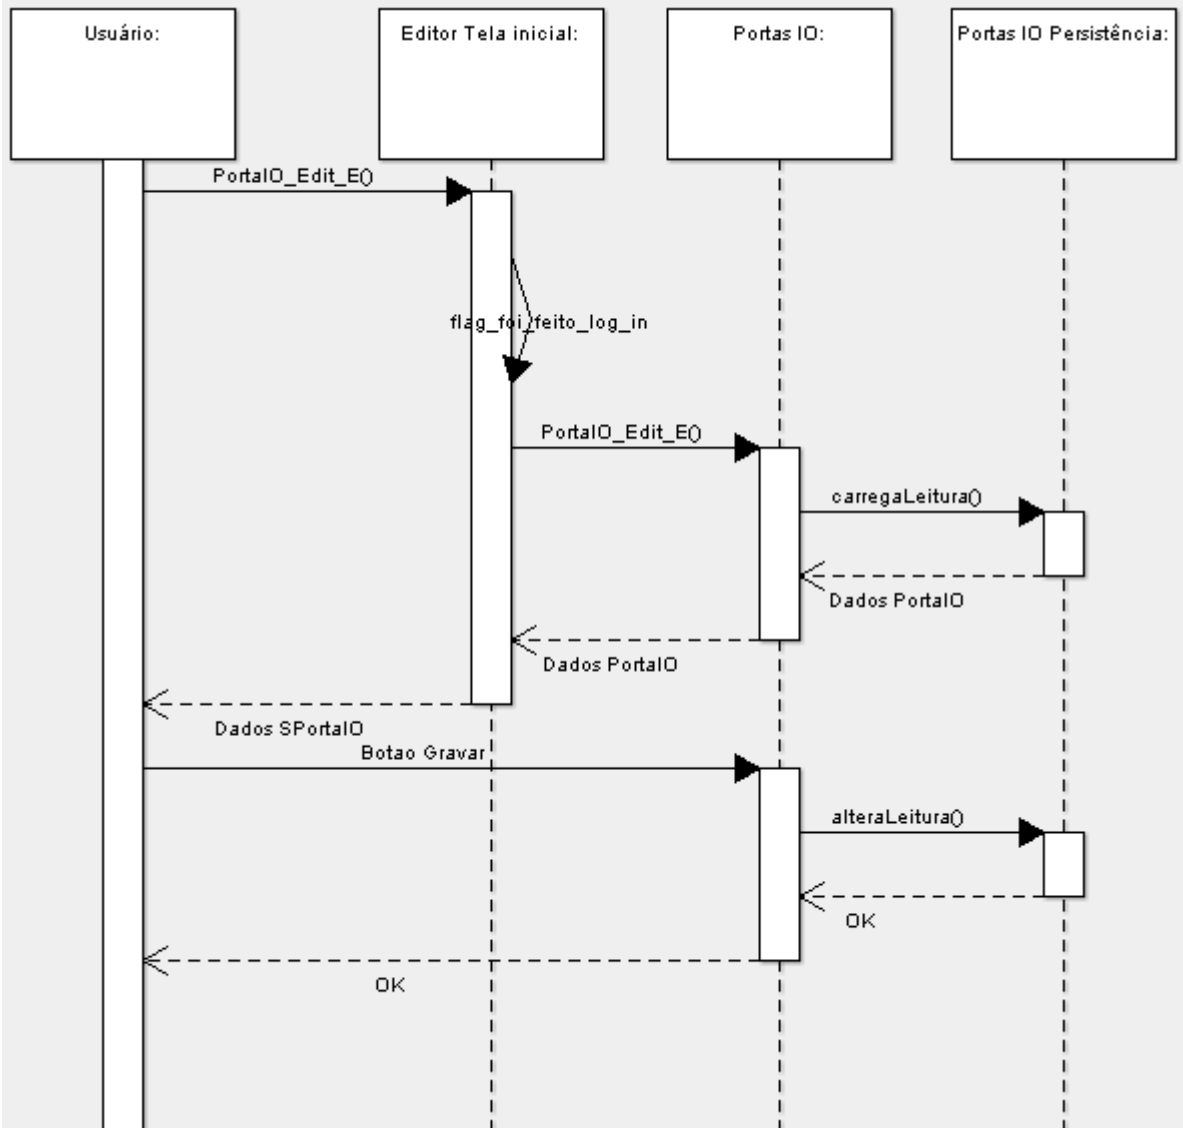 Usuário:
Editor Tela inicial:
Portas IO:
Portas IO Persistência:
PortaIO_Edit_E()
flag_foi_feito_log_in
PortaIO_Edit_E()
carregaLeitura()
Dados PortaIO
Dados PortaIO
Dados SPortaIO
Botao Gravar
alteraLeitura()
OK
OK